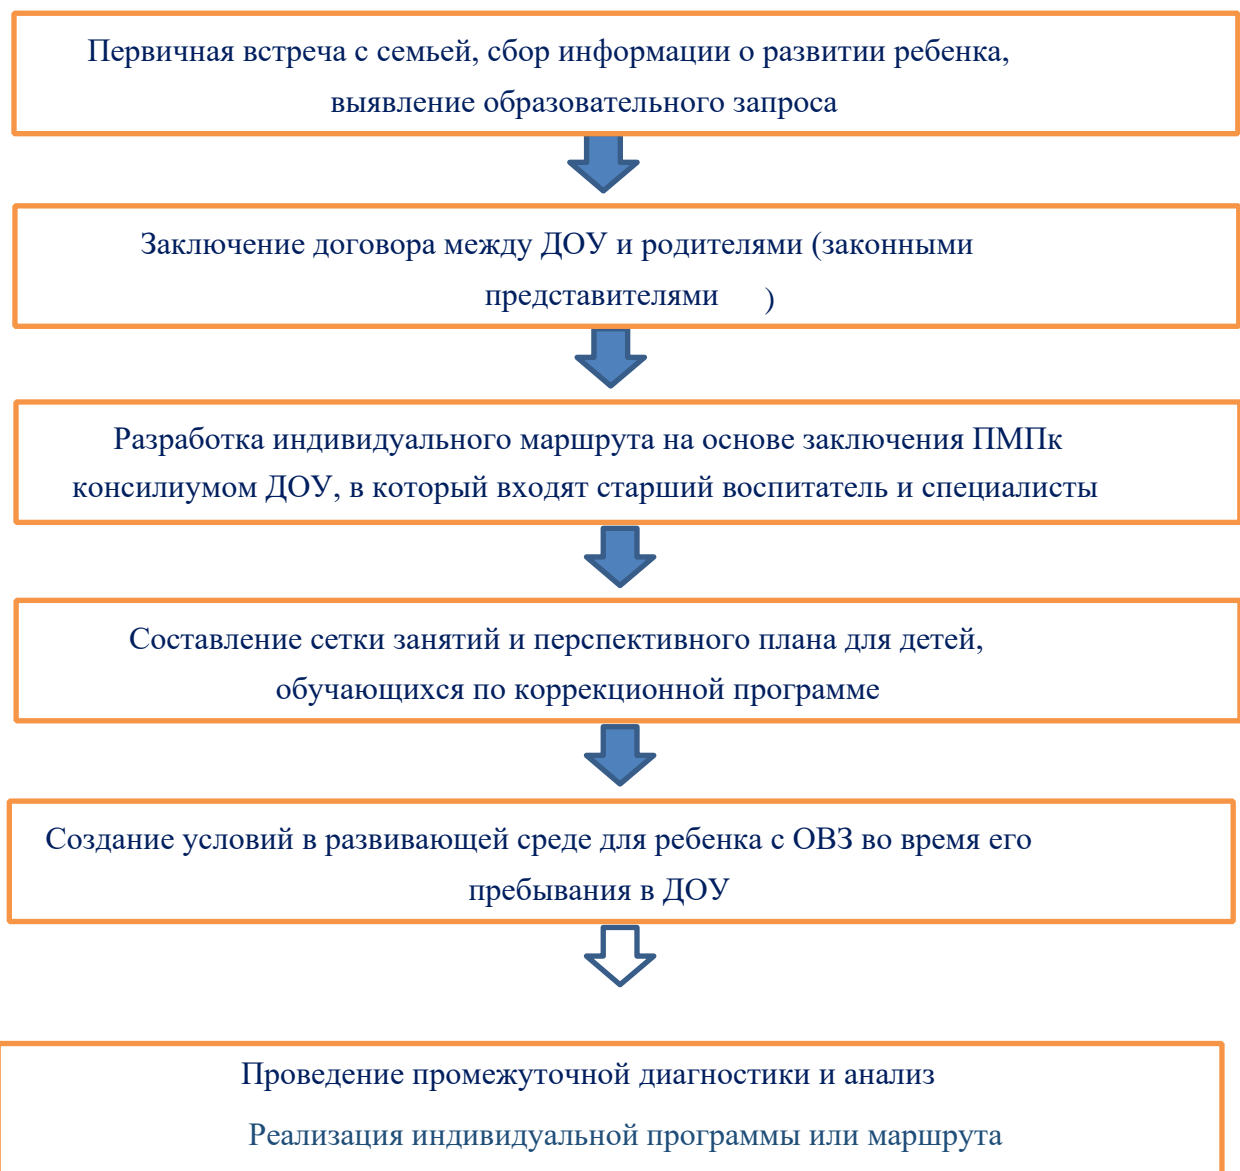 Первичная встреча с семьей, сбор информации о развитии ребенка,
выявление образовательного запроса
Заключение договора между ДОУ и родителями (законными
представителями )
Разработка индивидуального маршрута на основе заключения ПМПк
консилиумом ДОУ, в который входят старший воспитатель и специалисты
Составление сетки занятий и перспективного плана для детей,
обучающихся по коррекционной программе
Создание условий в развивающей среде для ребенка с ОВЗ во время его
пребывания в ДОУ
Проведение промежуточной диагностики и анализ
Реализация индивидуальной программы или маршрута